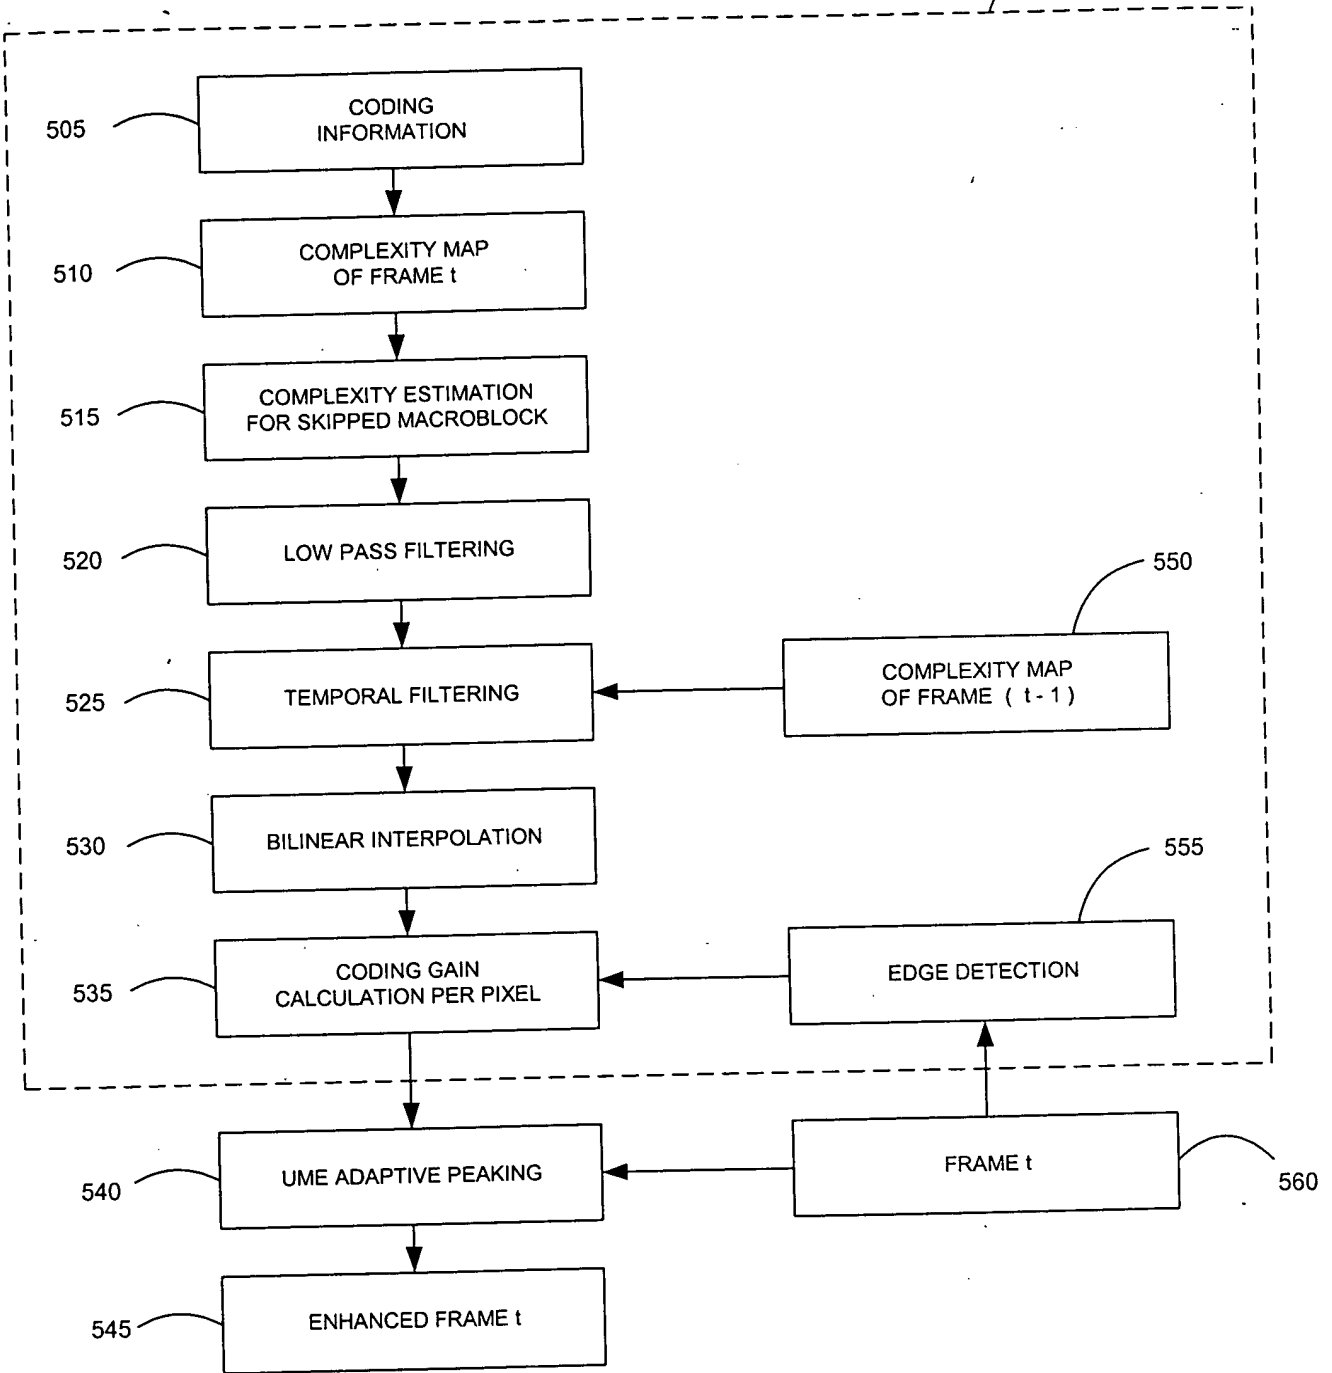 505
CODING
INFORMATION
510
COMPLEXITY MAP
OF FRAME t
515
COMPLEXITY ESTIMATION
FOR SKIPPED MACROBLOCK
520
LOW PASS FILTERING
550
525
TEMPORAL FILTERING
COMPLEXITY MAP
OF FRAME ( t - 1 )
530
BILINEAR INTERPOLATION
555
535
CODING GAIN
CALCULATION PER PIXEL
EDGE DETECTION
540
UME ADAPTIVE PEAKING
FRAME t
560
545
ENHANCED FRAME t